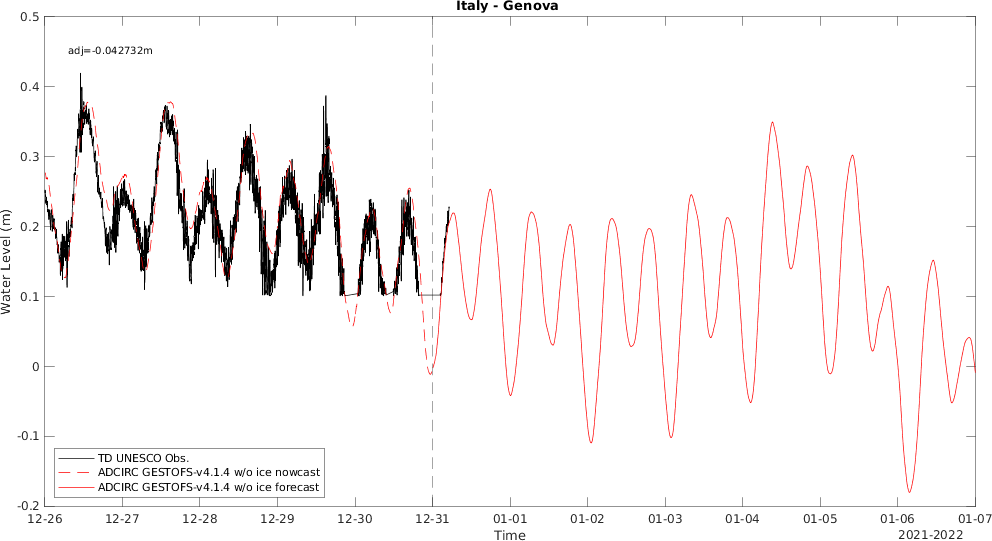 Italy - Genova
adj=-0.042732m
0.5
0.4
0.3
0.2
0.1
0
-0.1
-0.2
Water Level (m)
TD UNESCO Obs.
ADCIRC GESTOFS-v4.1.4 w/o ice nowcast
ADCIRC GESTOFS-v4.1.4 w/o ice forecast
12-26 12-27 12-28 12-29 12-30 12-31 01-01 01-02 01-03 01-04 01-05 01-06 01-07
Time
2021-2022